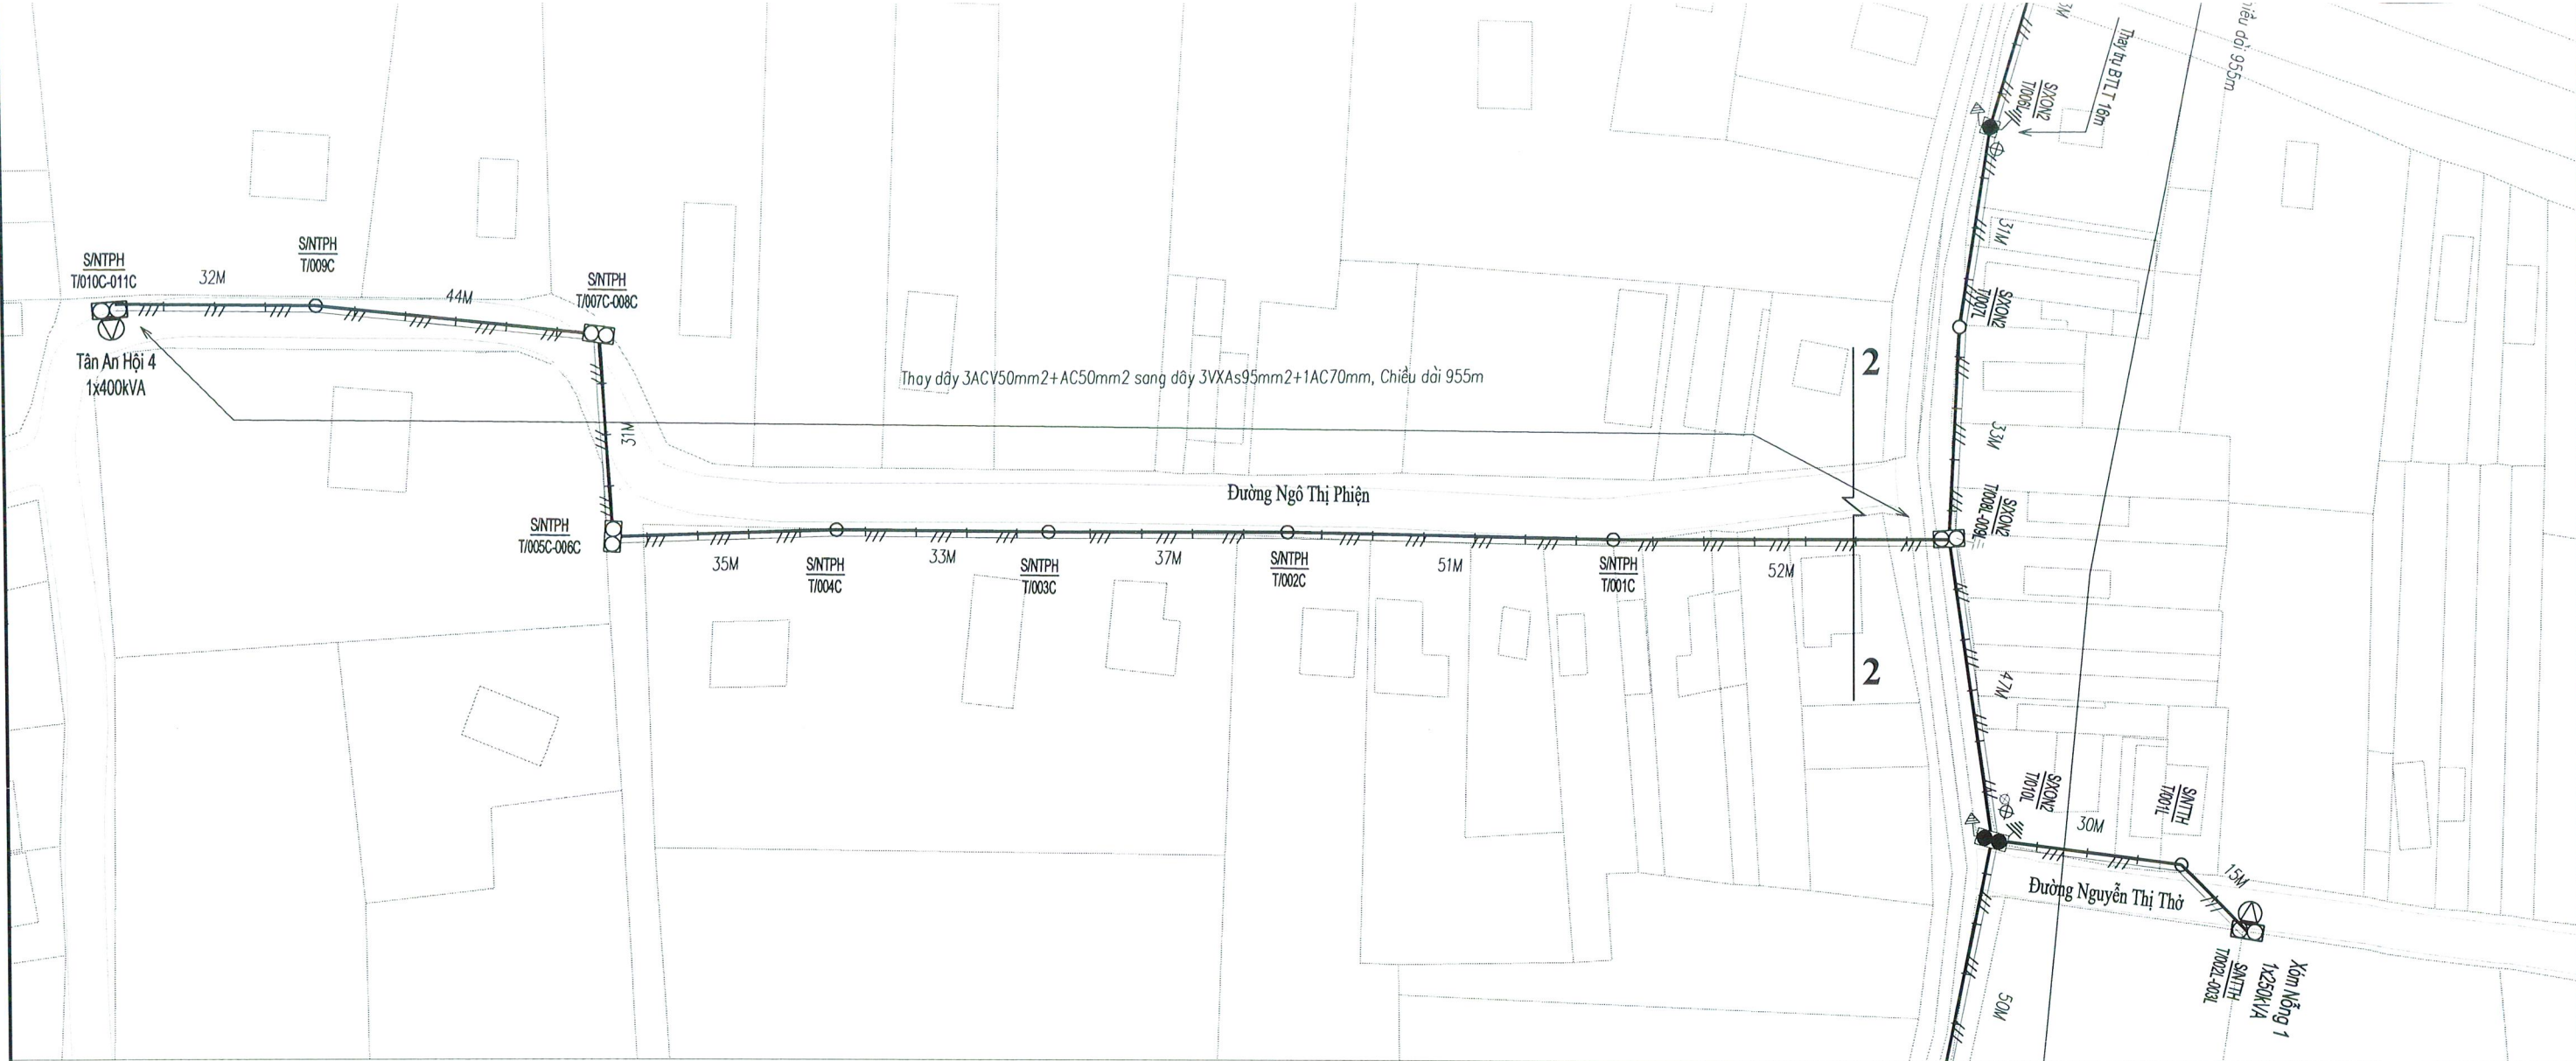 S/NTPH
T/010C-011C
32M
S/NTPH
T/009C
44M
S/NTPH
T/007C-008C
Tân An Hội 4
1x400kVA
31M
Thay dây 3ACV50mm2+AC50mm2 sang dây 3VXAs95mm2+1AC70mm, Chiều dài 955m
Đường Ngô Thị Phiện
S/NTPH
T/005C-006C
35M
S/NTPH
T/004C
33M
S/NTPH
T/003C
37M
S/NTPH
T/002C
51M
S/NTPH
T/001C
52M
2
2
3M
Thay trụ BTLT 16m
dài 955m
S/XON2
T/006L
31M
S/XON2
T/007L
33M
S/XON2
T/008L-009L
47M
S/XON2
T/010L
30M
S/NTTH
T/001L
15M
Đường Nguyễn Thị Thở
Xóm Nỗng 1
1x250kVA
S/NTTH
T/002L-003L
50M